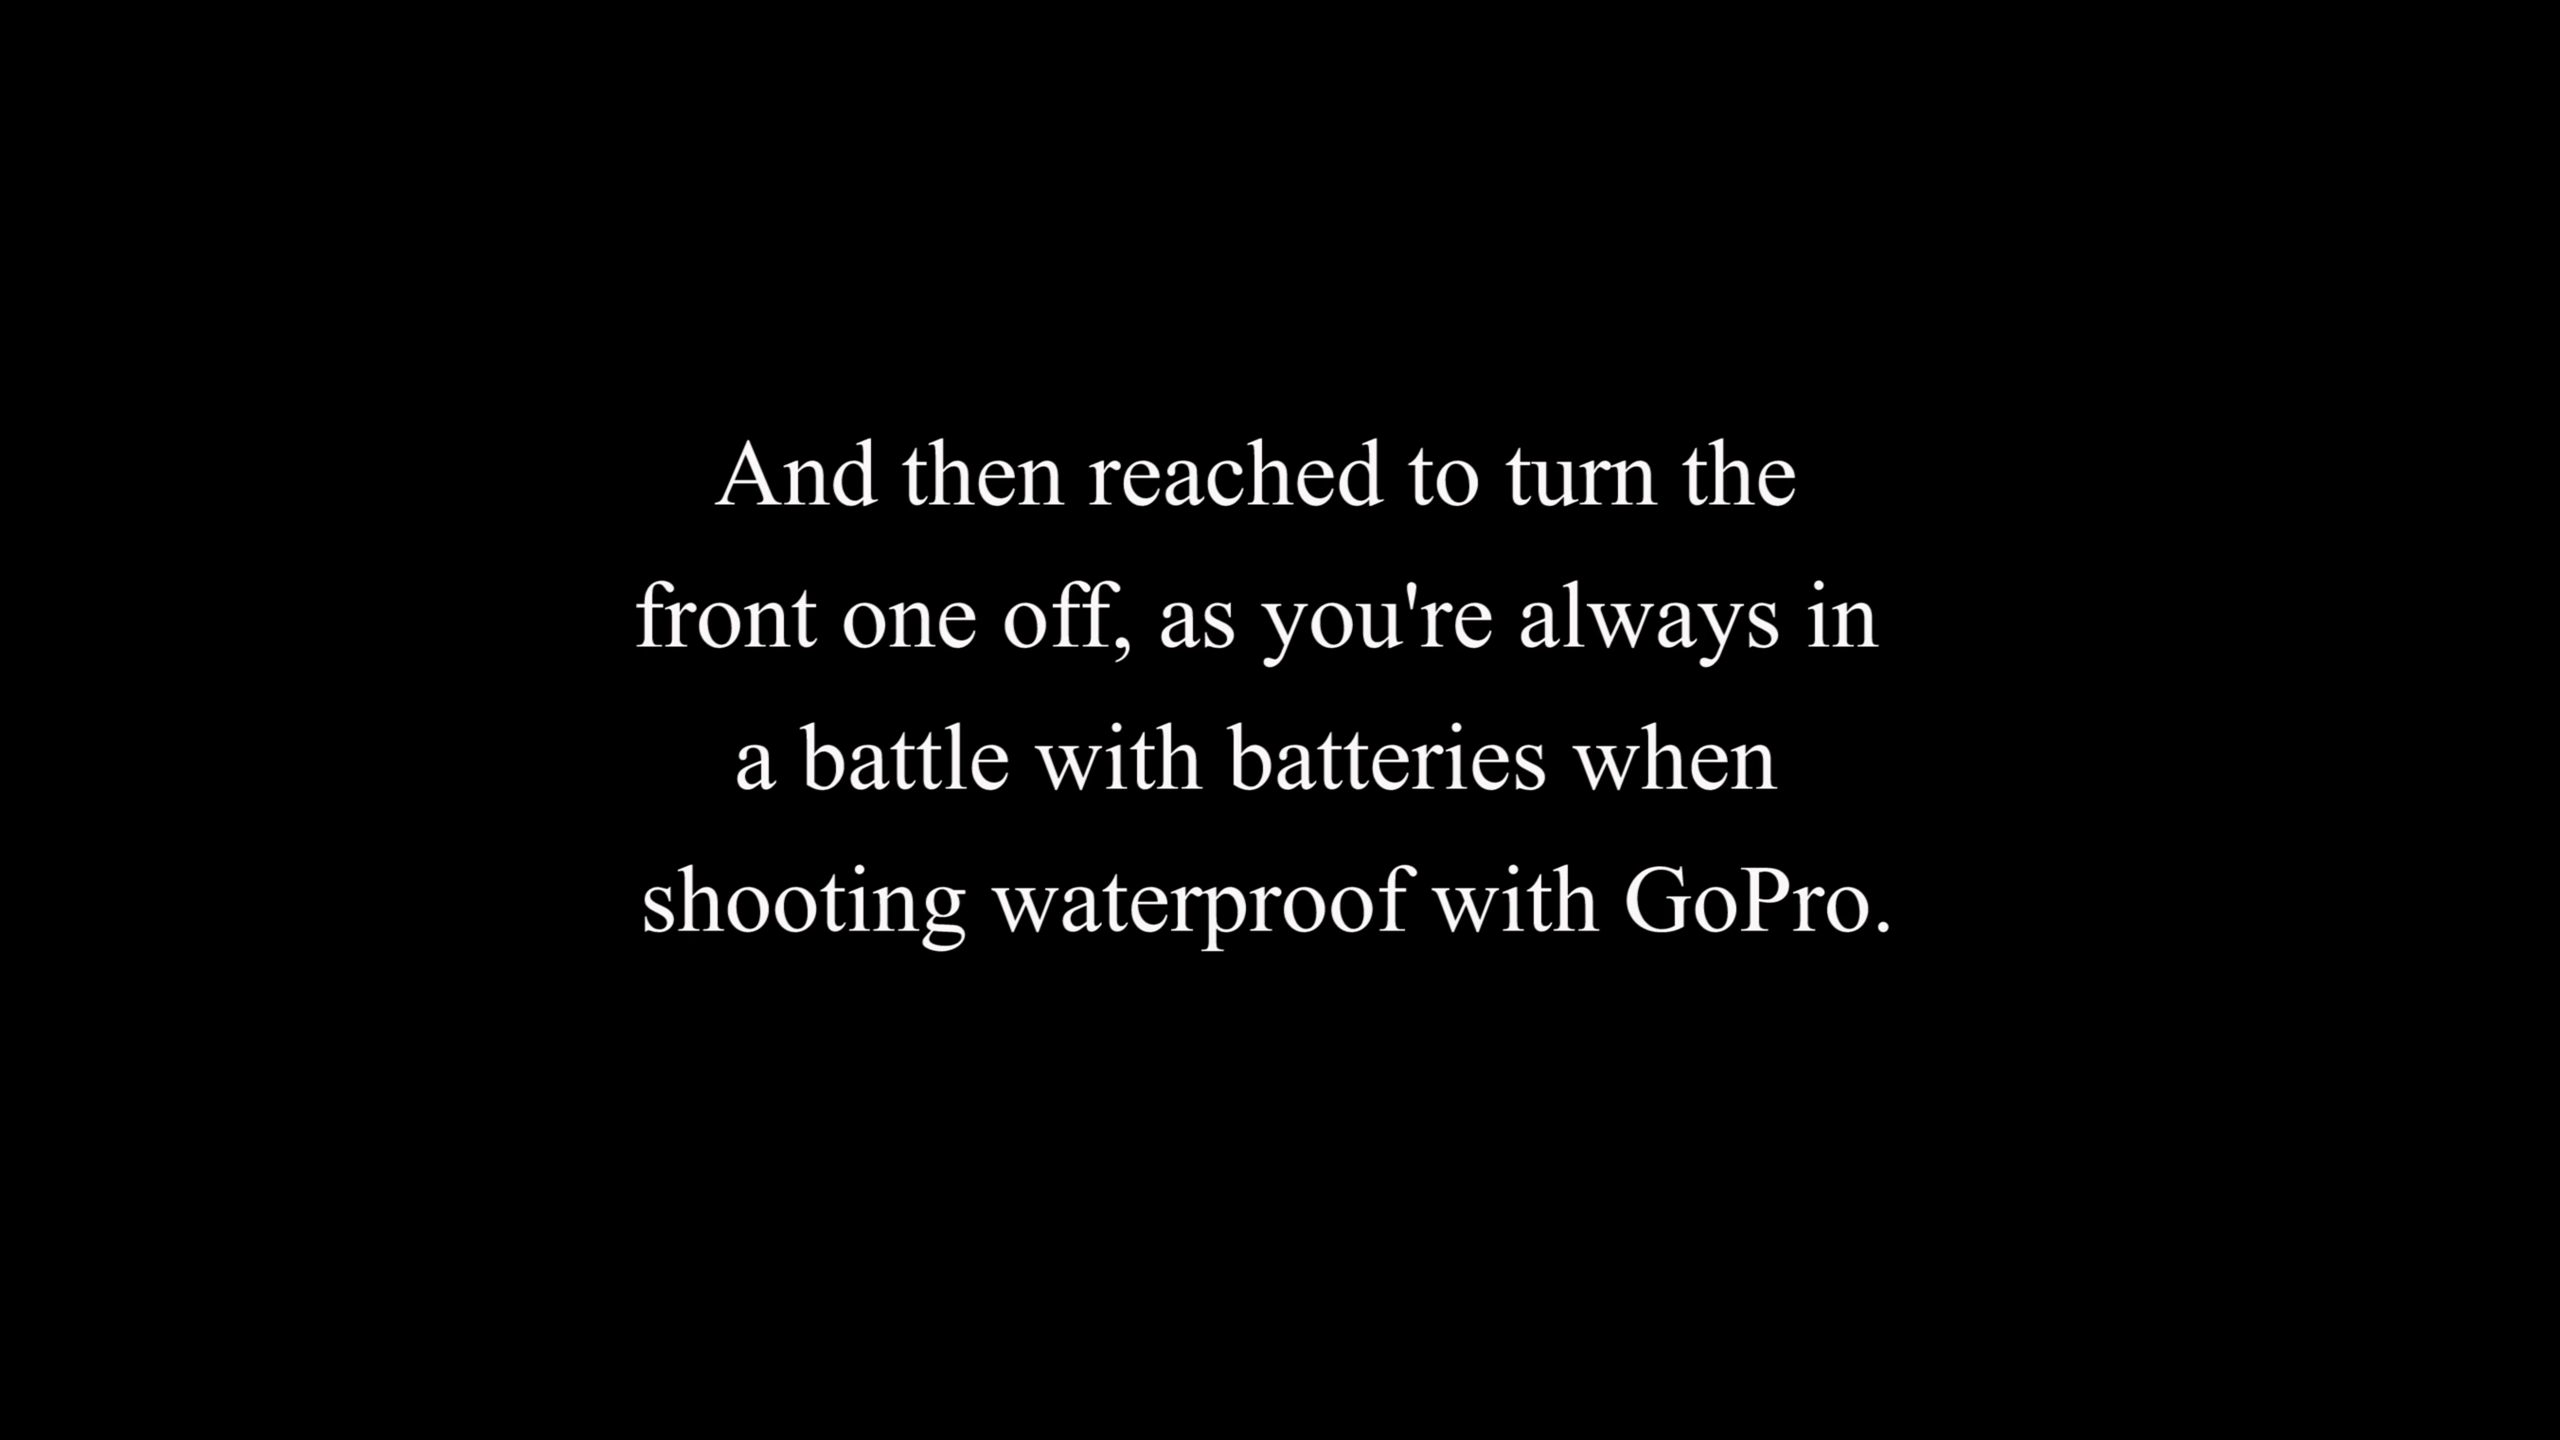 And then reached to turn the
front one off, as you're always in
a battle with batteries when
shooting waterproof with GoPro.